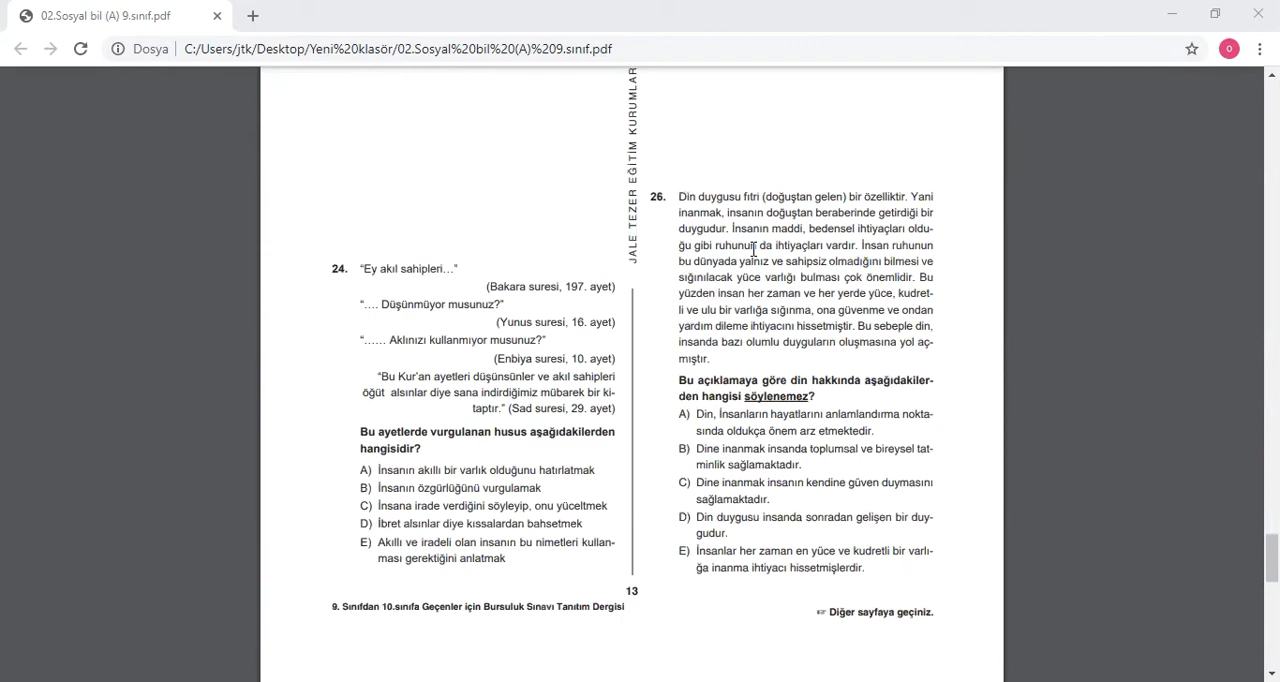 02.Sosyal bil (A) 9.sınıf.pdf
Dosya
C:/Users/jtk/Desktop/Yeni%20klasör/02.Sosyal%20bil%20(A)%209.sınıf.pdf
O
JALE TEZER EĞİTİM KURUMLAR
24. “Ey akıl sahipleri…”
(Bakara suresi, 197. ayet)
“…. Düşünmüyor musunuz?”
(Yunus suresi, 16. ayet)
“…… Aklınızı kullanmıyor musunuz?”
(Enbiya suresi, 10. ayet)
“Bu Kur’an ayetleri düşünsünler ve akıl sahipleri
öğüt alsınlar diye sana indirdiğimiz mübarek bir ki-
taptır.” (Sad suresi, 29. ayet)
Bu ayetlerde vurgulanan husus aşağıdakilerden
hangisidir?
A) İnsanın akıllı bir varlık olduğunu hatırlatmak
B) İnsanın özgürlüğünü vurgulamak
C) İnsana irade verdiğini söyleyip, onu yüceltmek
D) İbret alsınlar diye kıssalardan bahsetmek
E) Akıllı ve iradeli olan insanın bu nimetleri kullan-
ması gerektiğini anlatmak
26. Din duygusu fıtri (doğuştan gelen) bir özelliktir. Yani
inanmak, insanın doğuştan beraberinde getirdiği bir
duygudur. İnsanın maddi, bedensel ihtiyaçları oldu-
ğu gibi ruhunun da ihtiyaçları vardır. İnsan ruhunun
bu dünyada yalnız ve sahipsiz olmadığını bilmesi ve
sığınılacak yüce varlığı bulması çok önemlidir. Bu
yüzden insan her zaman ve her yerde yüce, kudret-
li ve ulu bir varlığa sığınma, ona güvenme ve ondan
yardım dileme ihtiyacını hissetmiştir. Bu sebeple din,
insanda bazı olumlu duyguların oluşmasına yol aç-
mıştır.
Bu açıklamaya göre din hakkında aşağıdakiler-
den hangisi söylenemez?
A) Din, İnsanların hayatlarını anlamlandırma nokta-
sında oldukça önem arz etmektedir.
B) Dine inanmak insanda toplumsal ve bireysel tat-
minlik sağlamaktadır.
C) Dine inanmak insanın kendine güven duymasını
sağlamaktadır.
D) Din duygusu insanda sonradan gelişen bir duy-
gudur.
E) İnsanlar her zaman en yüce ve kudretli bir varlı-
ğa inanma ihtiyacı hissetmişlerdir.
13
9. Sınıfdan 10.sınıfa Geçenler için Bursuluk Sınavı Tanıtım Dergisi
☞ Diğer sayfaya geçiniz.